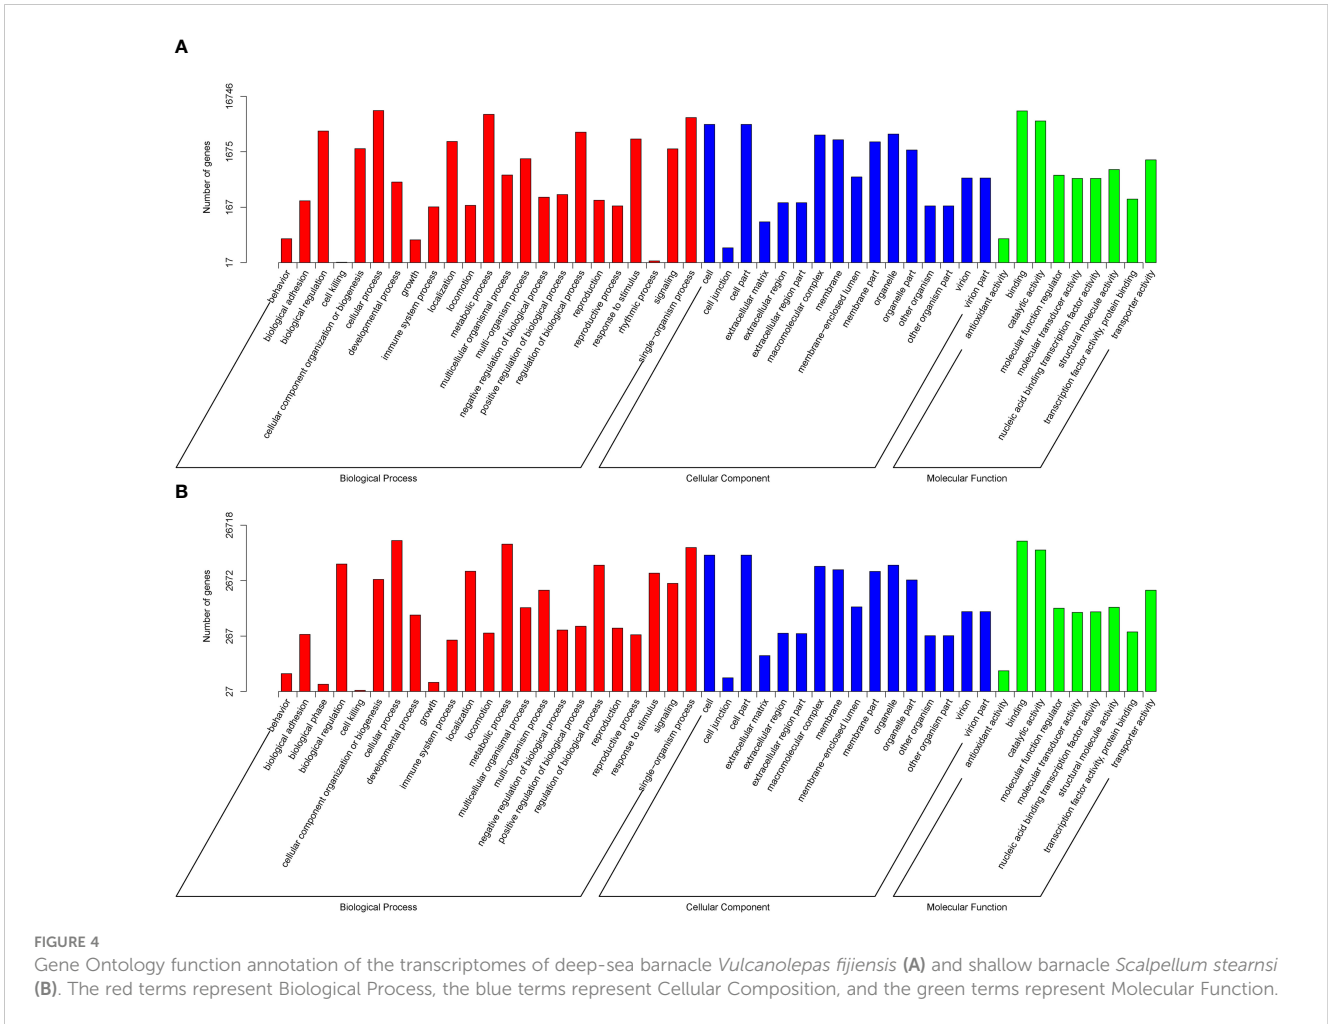 A
Number of genes
16746
1675
167
17
behavior
biological adhesion
biological regulation
cell killing
cellular component organization or biogenesis
cellular process
developmental process
growth
immune system process
localization
locomotion
metabolic process
multicellular organismal process
multi−organism process
negative regulation of biological process
positive regulation of biological process
regulation of biological process
reproduction
reproductive process
response to stimulus
rhythmic process
signaling
single−organism process
cell
cell junction
cell part
extracellular matrix
extracellular region
extracellular region part
macromolecular complex
membrane
membrane−enclosed lumen
membrane part
organelle
organelle part
other organism
other organism part
virion
virion part
antioxidant activity
binding
catalytic activity
molecular function regulator
molecular transducer activity
nucleic acid binding transcription factor activity
structural molecule activity
transcription factor activity, protein binding
transporter activity
Biological Process
Cellular Component
Molecular Function
B
Number of genes
26718
2672
267
27
behavior
biological adhesion
biological phase
biological regulation
cell killing
cellular component organization or biogenesis
cellular process
developmental process
growth
immune system process
localization
locomotion
metabolic process
multicellular organismal process
multi−organism process
negative regulation of biological process
positive regulation of biological process
regulation of biological process
reproduction
reproductive process
response to stimulus
signaling
single−organism process
cell
cell junction
cell part
extracellular matrix
extracellular region
extracellular region part
macromolecular complex
membrane
membrane−enclosed lumen
membrane part
organelle
organelle part
other organism
other organism part
virion
virion part
antioxidant activity
binding
catalytic activity
molecular function regulator
molecular transducer activity
nucleic acid binding transcription factor activity
structural molecule activity
transcription factor activity, protein binding
transporter activity
Biological Process
Cellular Component
Molecular Function
FIGURE 4
Gene Ontology function annotation of the transcriptomes of deep-sea barnacle Vulcanolepas fijiensis (A) and shallow barnacle Scalpellum stearnsi
(B). The red terms represent Biological Process, the blue terms represent Cellular Composition, and the green terms represent Molecular Function.